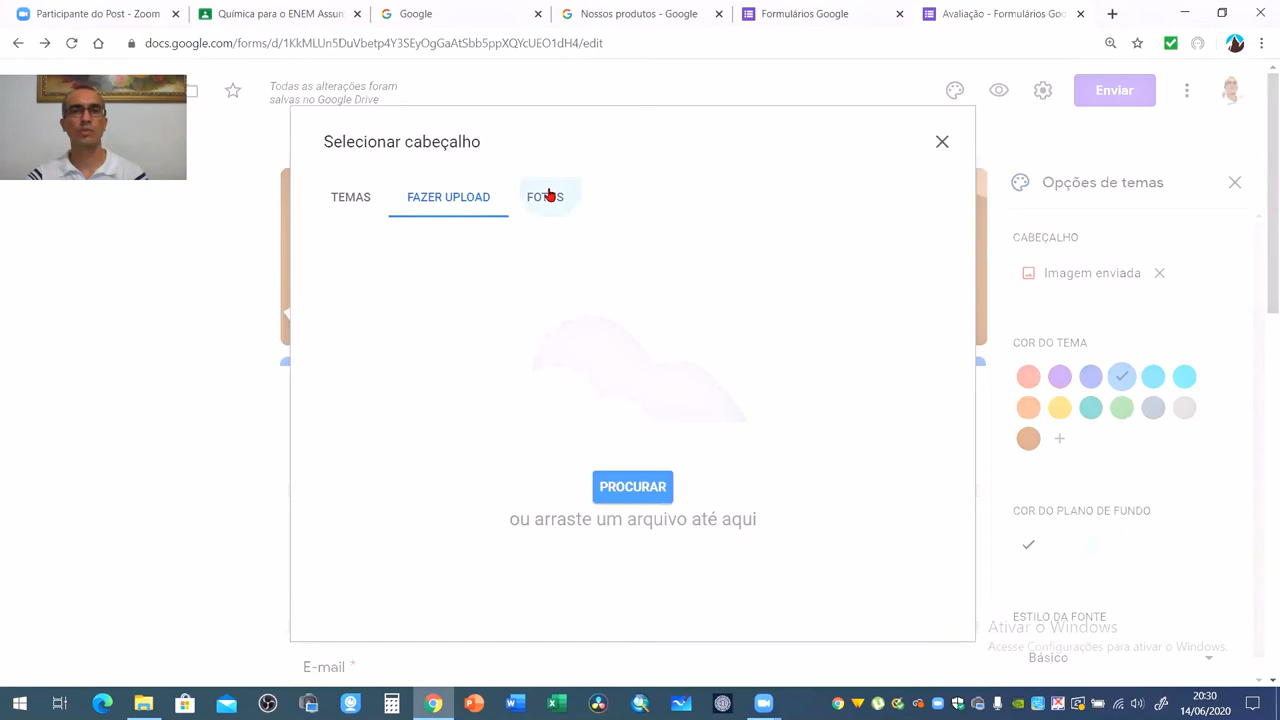 Participante do Post - Zoom
Química para o ENEM Assun
Google
Nossos produtos - Google
Formulários Google
Avaliação - Formulários Goo
docs.google.com/forms/d/1KkMLUn5DuVbetp4Y3SEyOgGaAtSbb5ppXQYcUEO1dH4/edit
Todas as alterações foram
salvas no Google Drive
Enviar
Selecionar cabeçalho
TEMAS
FAZER UPLOAD
FOTOS
PROCURAR
ou arraste um arquivo até aqui
Opções de temas
CABEÇALHO
Imagem enviada
COR DO TEMA
COR DO PLANO DE FUNDO
ESTILO DA FONTE
Básico
Ativar o Windows
Acesse Configurações para ativar o Windows.
E-mail *
20:30
14/06/2020